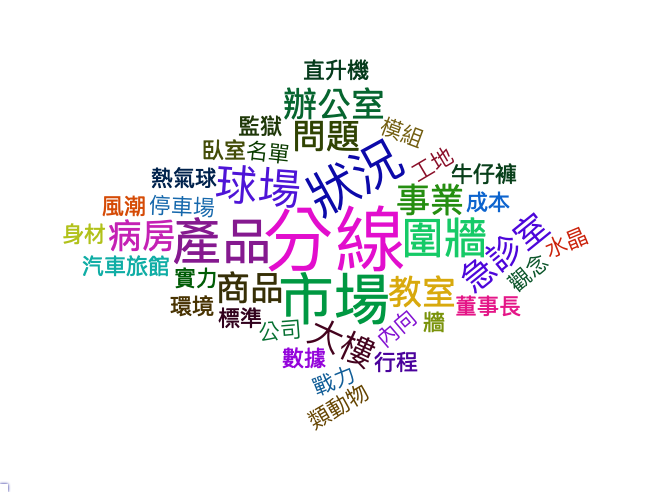 直升機
辦公室
監獄
問題
模組
臥室
名單
狀況
工地
熱氣球
球場
牛仔褲
事業
成本
風潮
停車場
身材
病房
產品
分線
圍牆
急診室
水晶
汽車旅館
實力
商品
市場
教室
觀念
環境
標準
公司
大樓
內向
牆
董事長
數據
行程
戰力
類動物